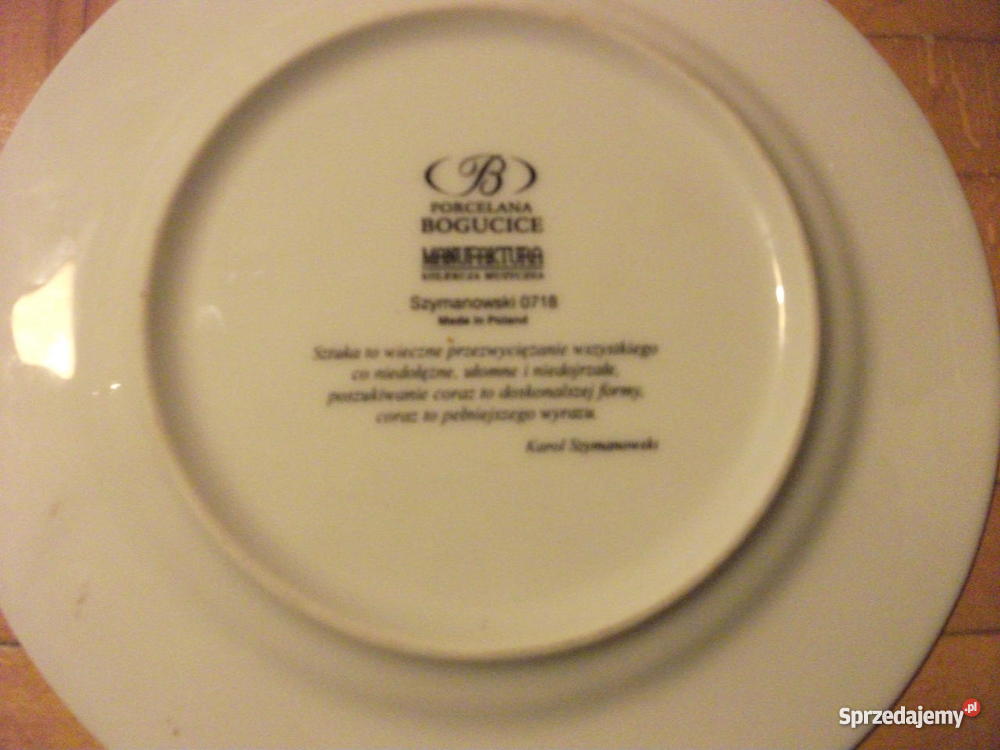 B
PORCELANA
BOGUCICE
MANUFAKTURA
KOLEKCJA MUZYCZNA
Szymanowski 0718
Made in Poland
Sztuka to wieczne przezwyciężanie wszystkiego
co niedołężne, ułomne i niedojrzałe,
poszukiwanie coraz to doskonalszej formy,
coraz to pełniejszego wyrazu.
Karol Szymanowski
Sprzedajemy.pl